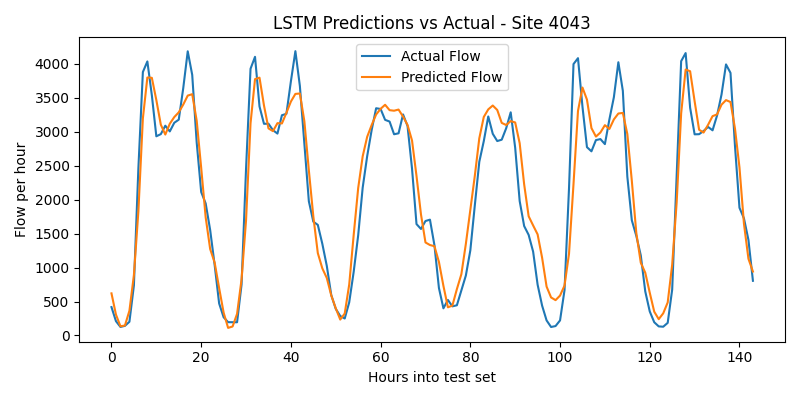 LSTM Predictions vs Actual - Site 4043
Actual Flow
Predicted Flow
Flow per hour
4000
3500
3000
2500
2000
1500
1000
500
0
0 20 40 60 80 100 120 140
Hours into test set